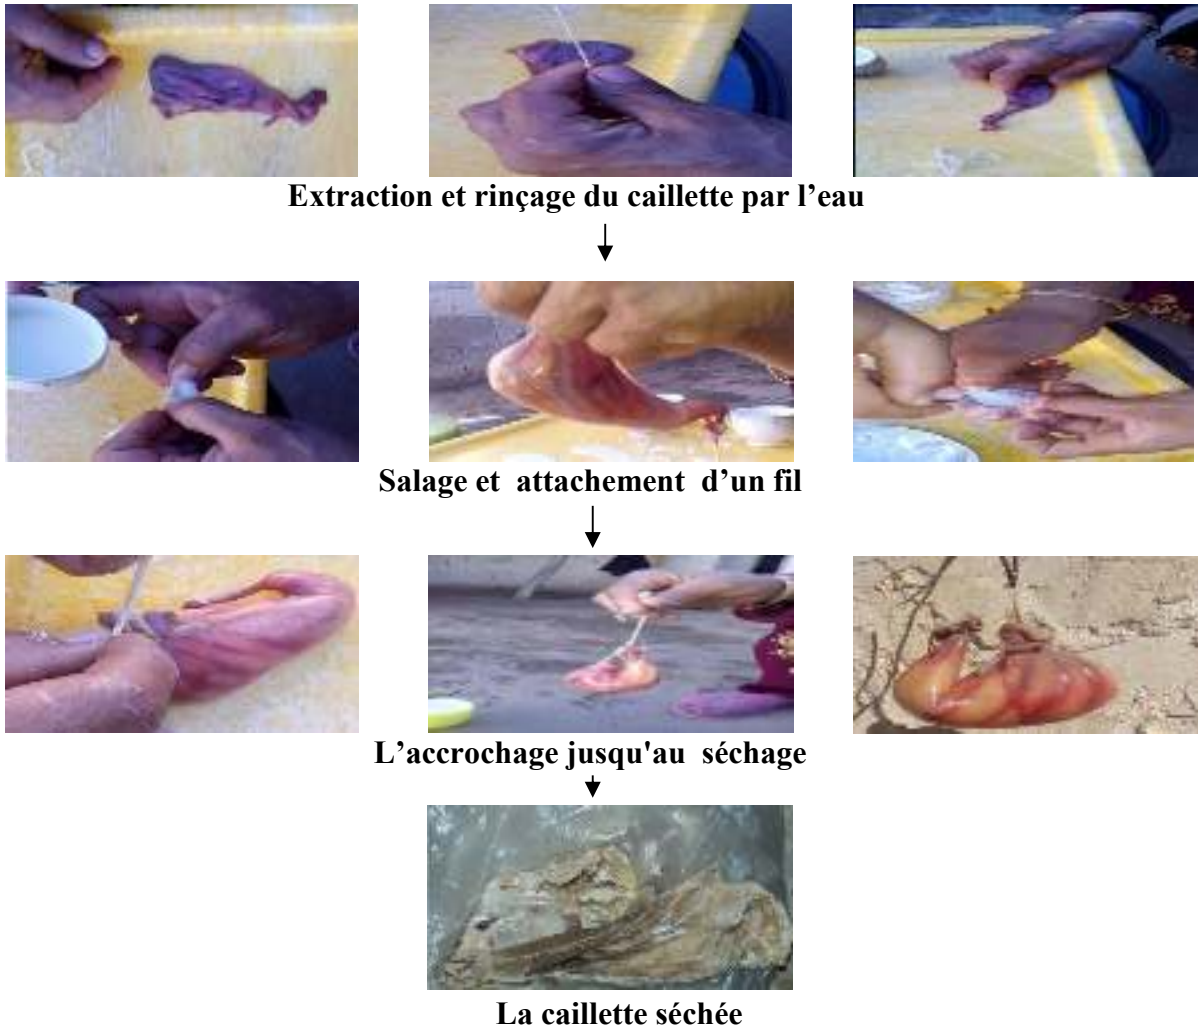 Extraction et rinçage du caillette par l’eau
Salage et attachement d’un fil
L’accrochage jusqu'au séchage
La caillette séchée